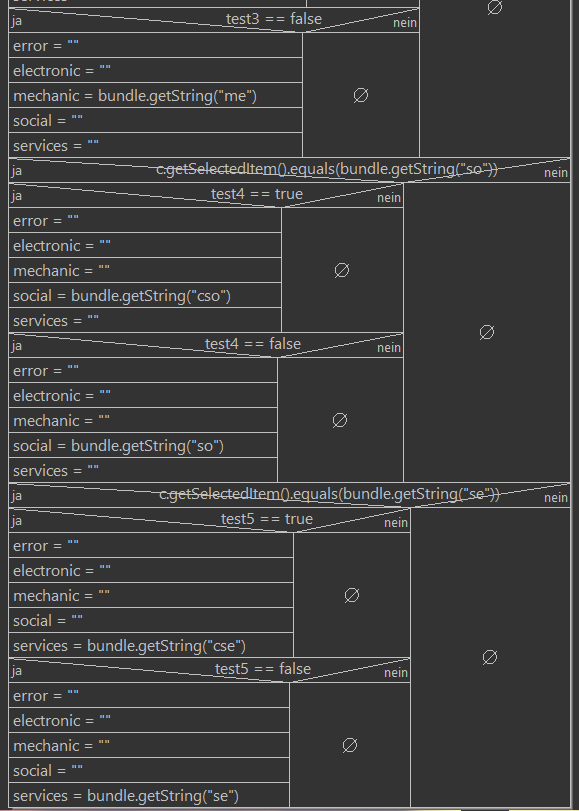 ja test3 == false nein
error = ""
electronic = ""
mechanic = bundle.getString("me")
∅
social = ""
services = ""
ja c.getSelectedItem().equals(bundle.getString("so")) nein
ja test4 == true nein
error = ""
electronic = ""
mechanic = ""
∅
social = bundle.getString("cso")
services = ""
∅
ja test4 == false nein
error = ""
electronic = ""
mechanic = ""
∅
social = bundle.getString("so")
services = ""
ja c.getSelectedItem().equals(bundle.getString("se")) nein
ja test5 == true nein
error = ""
electronic = ""
mechanic = ""
∅
social = ""
services = bundle.getString("cse")
∅
ja test5 == false nein
error = ""
electronic = ""
mechanic = ""
∅
social = ""
services = bundle.getString("se")